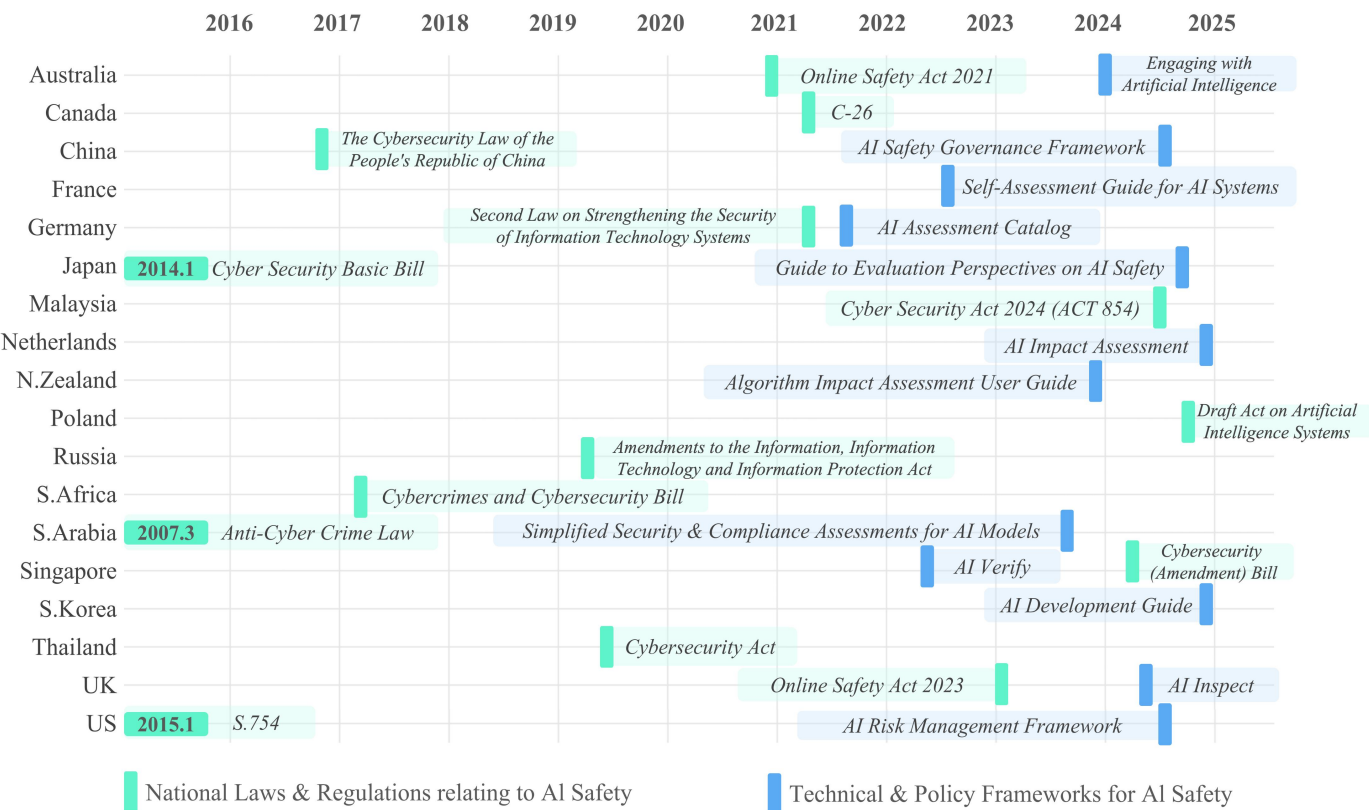 2016 2017 2018 2019 2020 2021 2022 2023 2024 2025
Australia Online Safety Act 2021 Engaging with
Artificial Intelligence
Canada C-26
China The Cybersecurity Law of the
People's Republic of China AI Safety Governance Framework
France Self-Assessment Guide for AI Systems
Germany Second Law on Strengthening the Security
of Information Technology Systems AI Assessment Catalog
Japan 2014.1 Cyber Security Basic Bill Guide to Evaluation Perspectives on AI Safety
Malaysia Cyber Security Act 2024 (ACT 854)
Netherlands AI Impact Assessment
N.Zealand Algorithm Impact Assessment User Guide
Poland Draft Act on Artificial
Intelligence Systems
Russia Amendments to the Information, Information
Technology and Information Protection Act
S.Africa Cybercrimes and Cybersecurity Bill
S.Arabia 2007.3 Anti-Cyber Crime Law Simplified Security & Compliance Assessments for AI Models
Singapore AI Verify Cybersecurity
(Amendment) Bill
S.Korea AI Development Guide
Thailand Cybersecurity Act
UK Online Safety Act 2023 AI Inspect
US 2015.1 S.754 AI Risk Management Framework
National Laws & Regulations relating to AI Safety Technical & Policy Frameworks for AI Safety